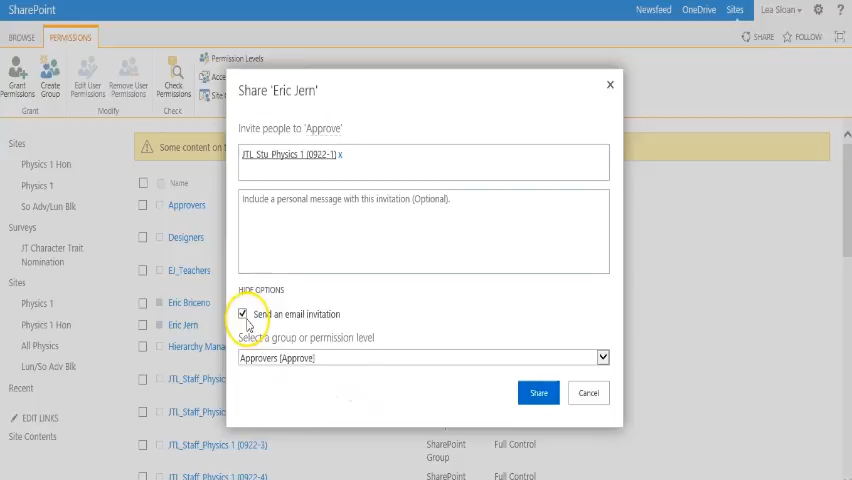 SharePoint
Newsfeed OneDrive Sites Lea Sloan ?
BROWSE PERMISSIONS
SHARE FOLLOW
Grant Permissions
Create Group
Edit User Permissions
Remove User Permissions
Check Permissions
Permission Levels
Acce
Site C
Grant Modify Check
Sites
Physics 1 Hon
Physics 1
So Adv/Lun Blk
Surveys
JT Character Trait
Nomination
Sites
Physics 1
Physics 1 Hon
All Physics
Lun/So Adv Blk
Recent
EDIT LINKS
Site Contents
Some content on t
Name
Approvers
Designers
EJ_Teachers
Eric Briceno
Eric Jern
Hierarchy Mana
JTL_Staff_Physic
JTL_Staff_Physic
JTL_Staff_Physics 1 (0922-3)
SharePoint
Group
Full Control
JTL_Staff_Physics 1 (0922-4)
SharePoint
Full Control
Share 'Eric Jern'
X
Invite people to 'Approve'
JTL_Stu_Physics 1 (0922-1) x
Include a personal message with this invitation (Optional).
HIDE OPTIONS
Send an email invitation
Select a group or permission level
Approvers [Approve]
Share Cancel